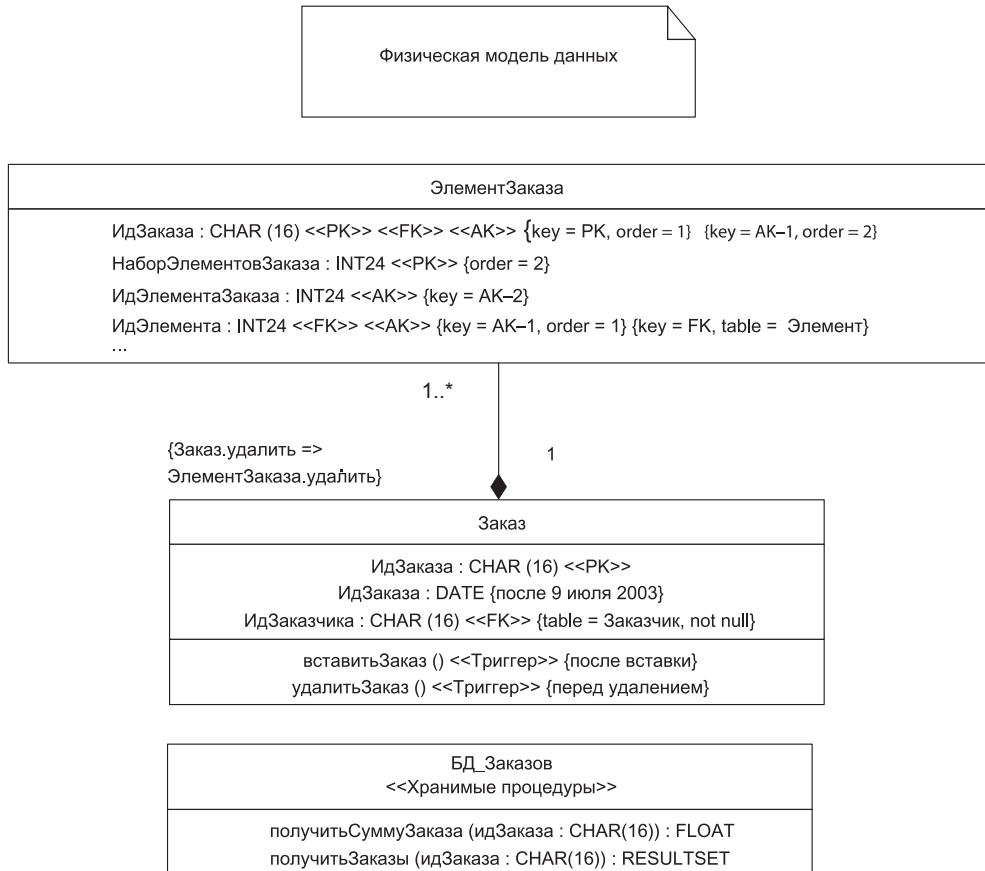 Физическая модель данных
ЭлементЗаказа
ИдЗаказа : CHAR (16) <<PK>> <<FK>> <<AK>> {key = PK, order = 1} {key = AK–1, order = 2}
НаборЭлементовЗаказа : INT24 <<PK>> {order = 2}
ИдЭлементаЗаказа : INT24 <<AK>> {key = AK–2}
ИдЭлемента : INT24 <<FK>> <<AK>> {key = AK–1, order = 1} {key = FK, table = Элемент}
...
1..*
{Заказ.удалить =>
ЭлементЗаказа.удалить}
1
Заказ
ИдЗаказа : CHAR (16) <<PK>>
ИдЗаказа : DATE {после 9 июля 2003}
ИдЗаказчика : CHAR (16) <<FK>> {table = Заказчик, not null}
вставитьЗаказ () <<Триггер>> {после вставки}
удалитьЗаказ () <<Триггер>> {перед удалением}
БД_Заказов
<<Хранимые процедуры>>
получитьСуммуЗаказа (идЗаказа : CHAR(16)) : FLOAT
получитьЗаказы (идЗаказа : CHAR(16)) : RESULTSET